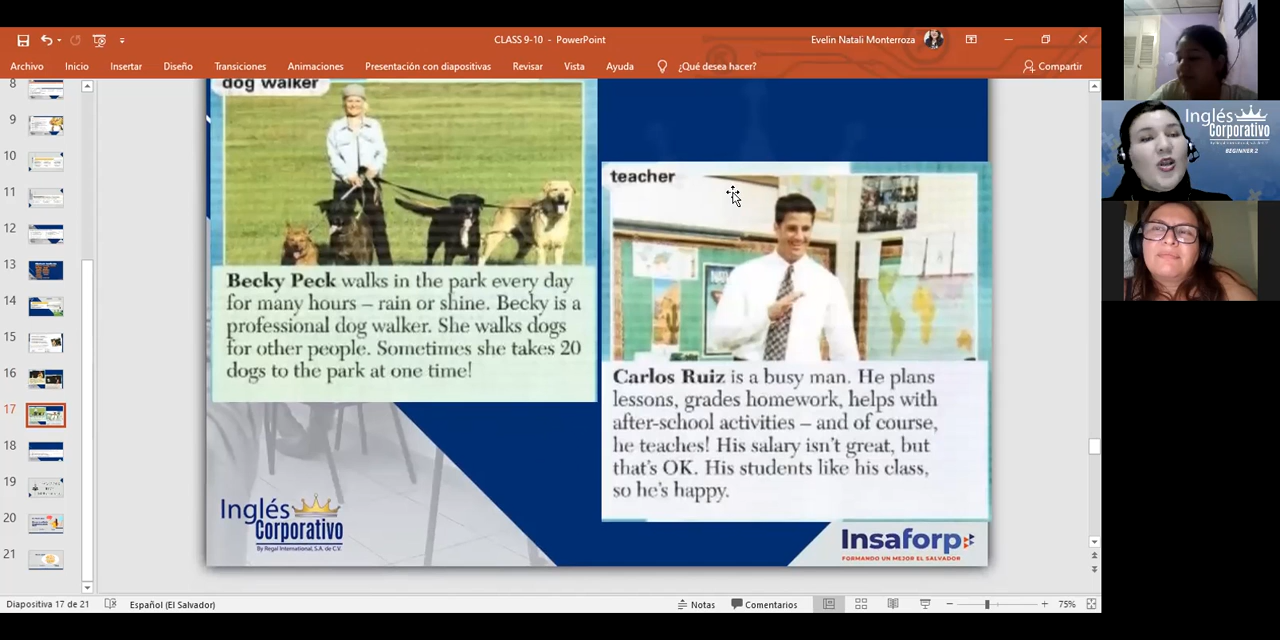 CLASS 9-10 - PowerPoint
Evelin Natali Monterroza
Archivo Inicio Insertar Diseño Transiciones Animaciones Presentación con diapositivas Revisar Vista Ayuda ¿Qué desea hacer? Compartir
8
9
10
11
12
13
14
15
16
17
18
19
20
21
dog walker
Becky Peck walks in the park every day
for many hours – rain or shine. Becky is a
professional dog walker. She walks dogs
for other people. Sometimes she takes 20
dogs to the park at one time!
teacher
Carlos Ruiz is a busy man. He plans
lessons, grades homework, helps with
after-school activities – and of course,
he teaches! His salary isn't great, but
that's OK. His students like his class,
so he's happy.
Inglés
Corporativo
By Regal International, S.A. de C.V.
Insaforp
FORMANDO UN MEJOR EL SALVADOR
Inglés
Corporativo
BEGINNER 2
Diapositiva 17 de 21 Español (El Salvador) Notas Comentarios 75%